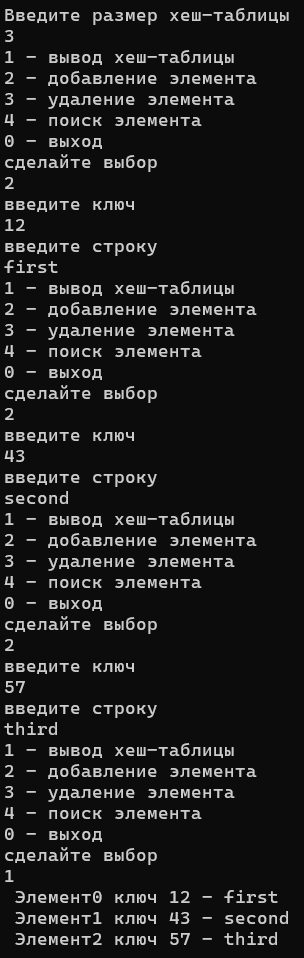 Введите размер хеш-таблицы
3
1 - вывод хеш-таблицы
2 - добавление элемента
3 - удаление элемента
4 - поиск элемента
0 - выход
сделайте выбор
2
введите ключ
12
введите строку
first
1 - вывод хеш-таблицы
2 - добавление элемента
3 - удаление элемента
4 - поиск элемента
0 - выход
сделайте выбор
2
введите ключ
43
введите строку
second
1 - вывод хеш-таблицы
2 - добавление элемента
3 - удаление элемента
4 - поиск элемента
0 - выход
сделайте выбор
2
введите ключ
57
введите строку
third
1 - вывод хеш-таблицы
2 - добавление элемента
3 - удаление элемента
4 - поиск элемента
0 - выход
сделайте выбор
1
Элемент0 ключ 12 - first
Элемент1 ключ 43 - second
Элемент2 ключ 57 - third